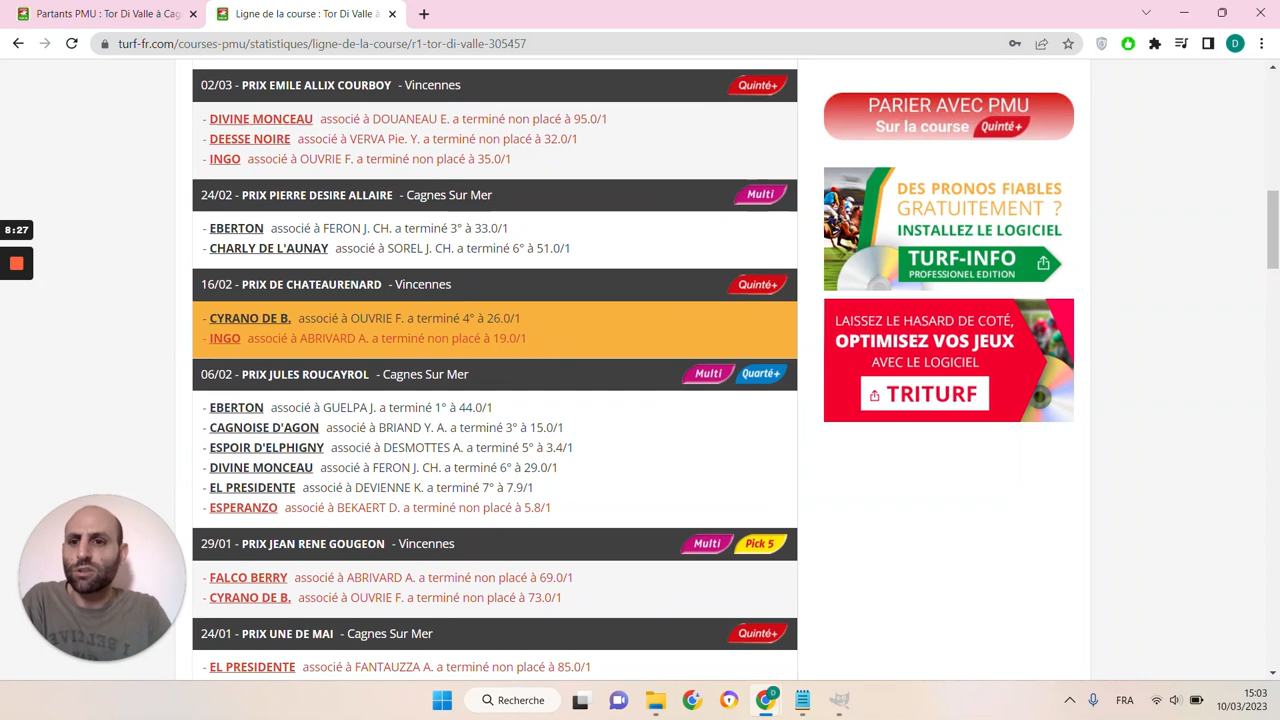 Partants PMU : Tor Di Valle à Cag
Ligne de la course : Tor Di Valle à
turf-fr.com/courses-pmu/statistiques/ligne-de-la-course/r1-tor-di-valle-305457
D
02/03 - PRIX EMILE ALLIX COURBOY - Vincennes Quinté+
- DIVINE MONCEAU associé à DOUANEAU E. a terminé non placé à 95.0/1
- DEESSE NOIRE associé à VERVA Pie. Y. a terminé non placé à 32.0/1
- INGO associé à OUVRIE F. a terminé non placé à 35.0/1
24/02 - PRIX PIERRE DESIRE ALLAIRE - Cagnes Sur Mer Multi
- EBERTON associé à FERON J. CH. a terminé 3° à 33.0/1
- CHARLY DE L'AUNAY associé à SOREL J. CH. a terminé 6° à 51.0/1
16/02 - PRIX DE CHATEAURENARD - Vincennes Quinté+
- CYRANO DE B. associé à OUVRIE F. a terminé 4° à 26.0/1
- INGO associé à ABRIVARD A. a terminé non placé à 19.0/1
06/02 - PRIX JULES ROUCAYROL - Cagnes Sur Mer Multi Quarté+
- EBERTON associé à GUELPA J. a terminé 1° à 44.0/1
- CAGNOISE D'AGON associé à BRIAND Y. A. a terminé 3° à 15.0/1
- ESPOIR D'ELPHIGNY associé à DESMOTTES A. a terminé 5° à 3.4/1
- DIVINE MONCEAU associé à FERON J. CH. a terminé 6° à 29.0/1
- EL PRESIDENTE associé à DEVIENNE K. a terminé 7° à 7.9/1
- ESPERANZO associé à BEKAERT D. a terminé non placé à 5.8/1
29/01 - PRIX JEAN RENE GOUGEON - Vincennes Multi Pick 5
- FALCO BERRY associé à ABRIVARD A. a terminé non placé à 69.0/1
- CYRANO DE B. associé à OUVRIE F. a terminé non placé à 73.0/1
24/01 - PRIX UNE DE MAI - Cagnes Sur Mer Quinté+
- EL PRESIDENTE associé à FANTAUZZA A. a terminé non placé à 85.0/1
PARIER AVEC PMU
Sur la course Quinté+
DES PRONOS FIABLES
GRATUITEMENT ?
INSTALLEZ LE LOGICIEL
TURF-INFO
PROFESSIONEL EDITION
LAISSEZ LE HASARD DE COTÉ,
OPTIMISEZ VOS JEUX
AVEC LE LOGICIEL
TRITURF
8:27
Recherche
D
FRA
15:03
10/03/2023